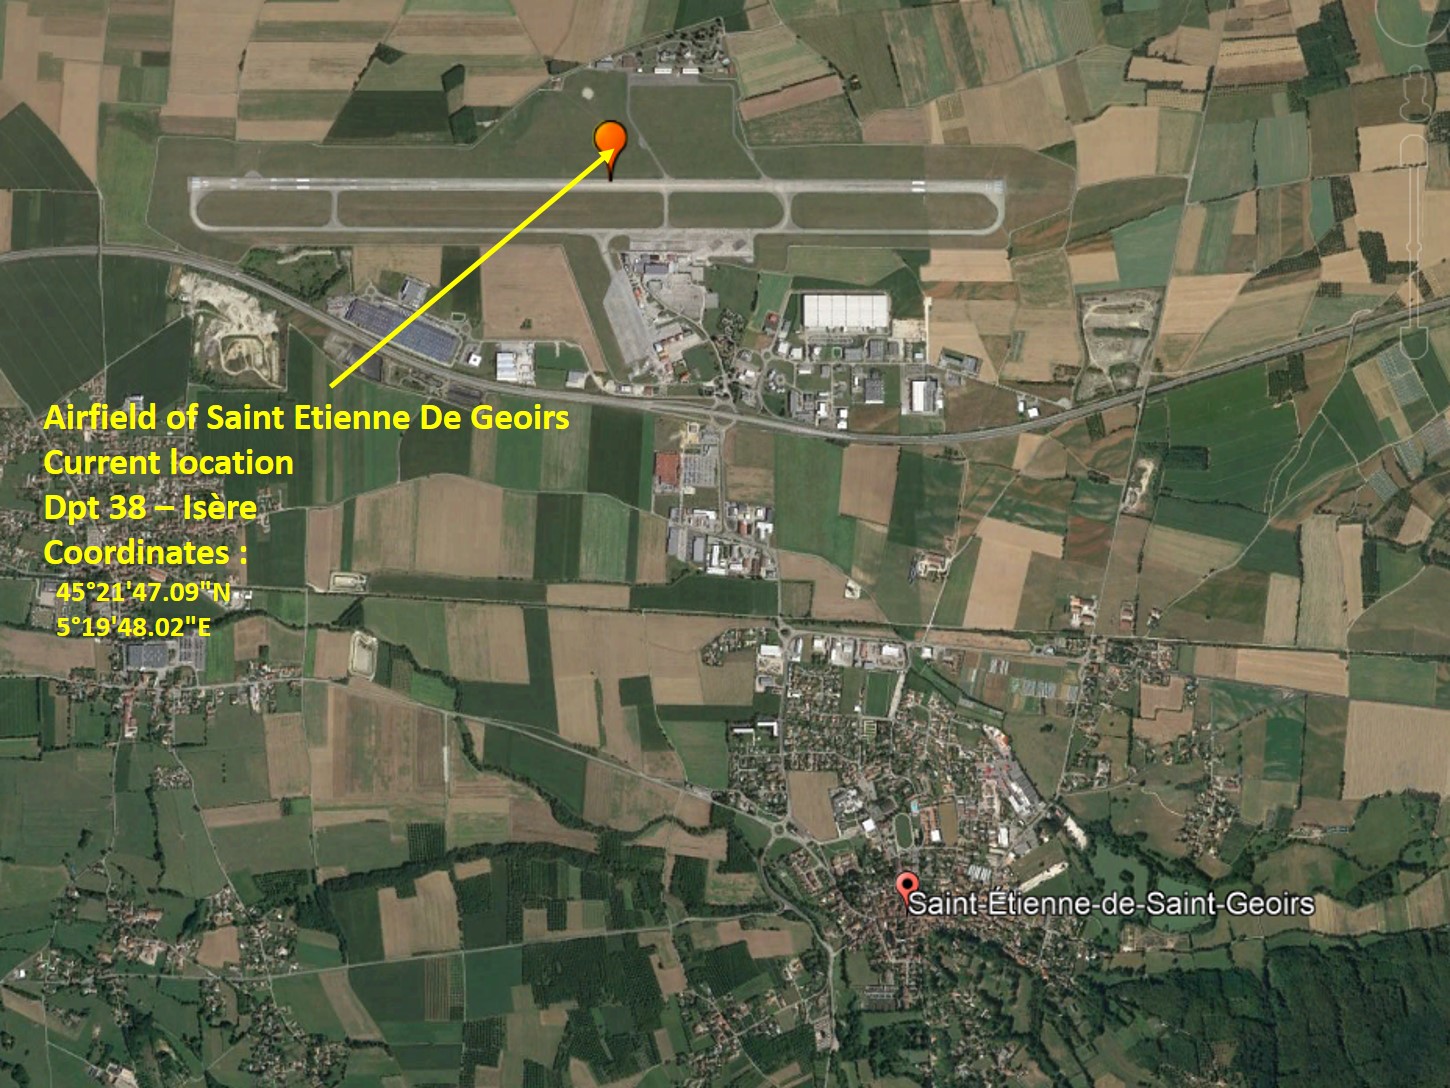 Airfield of Saint Etienne De Geoirs
Current location
Dpt 38 – Isère
Coordinates :
45°21'47.09"N
5°19'48.02"E
Saint-Étienne-de-Saint-Geoirs